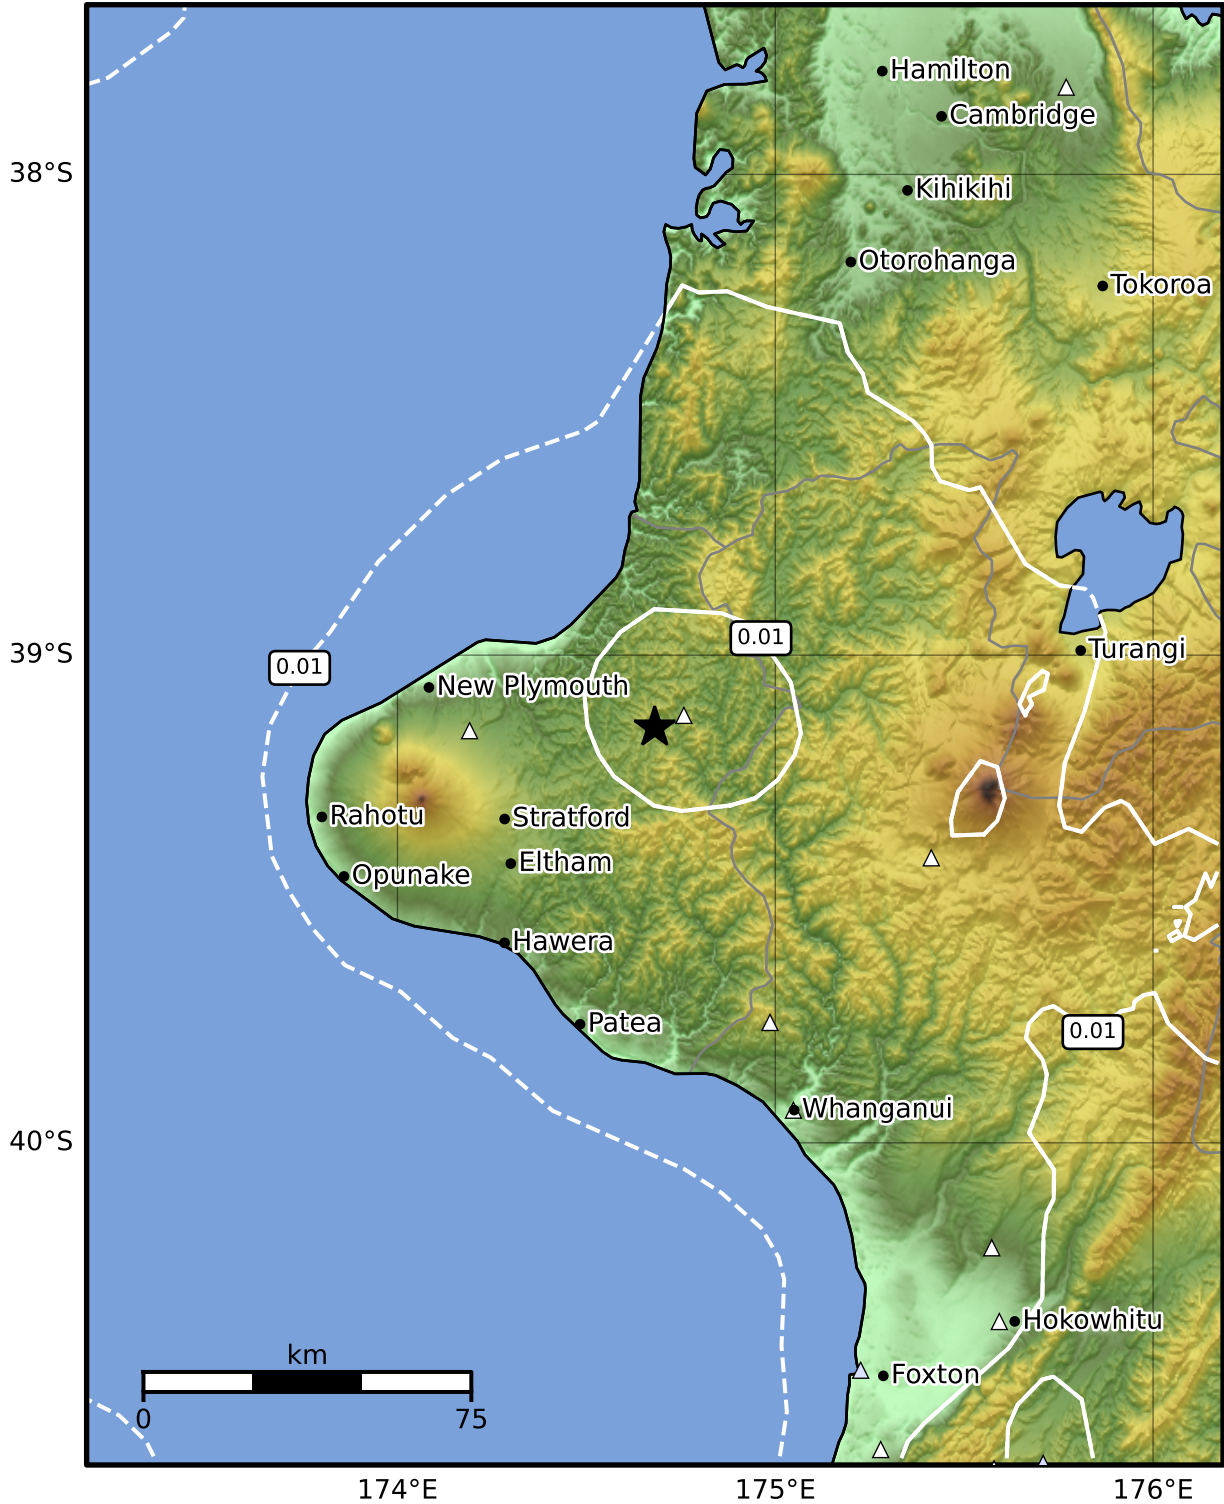 Hamilton
Cambridge
38°S
Kihikihi
Otorohanga
Tokoroa
0.01
39°S
Turangi
0.01
New Plymouth
Rahotu
Stratford
Eltham
Opunake
Hawera
Patea
0.01
Whanganui
40°S
Hokowhitu
km
Foxton
0
75
174°E
175°E
176°E